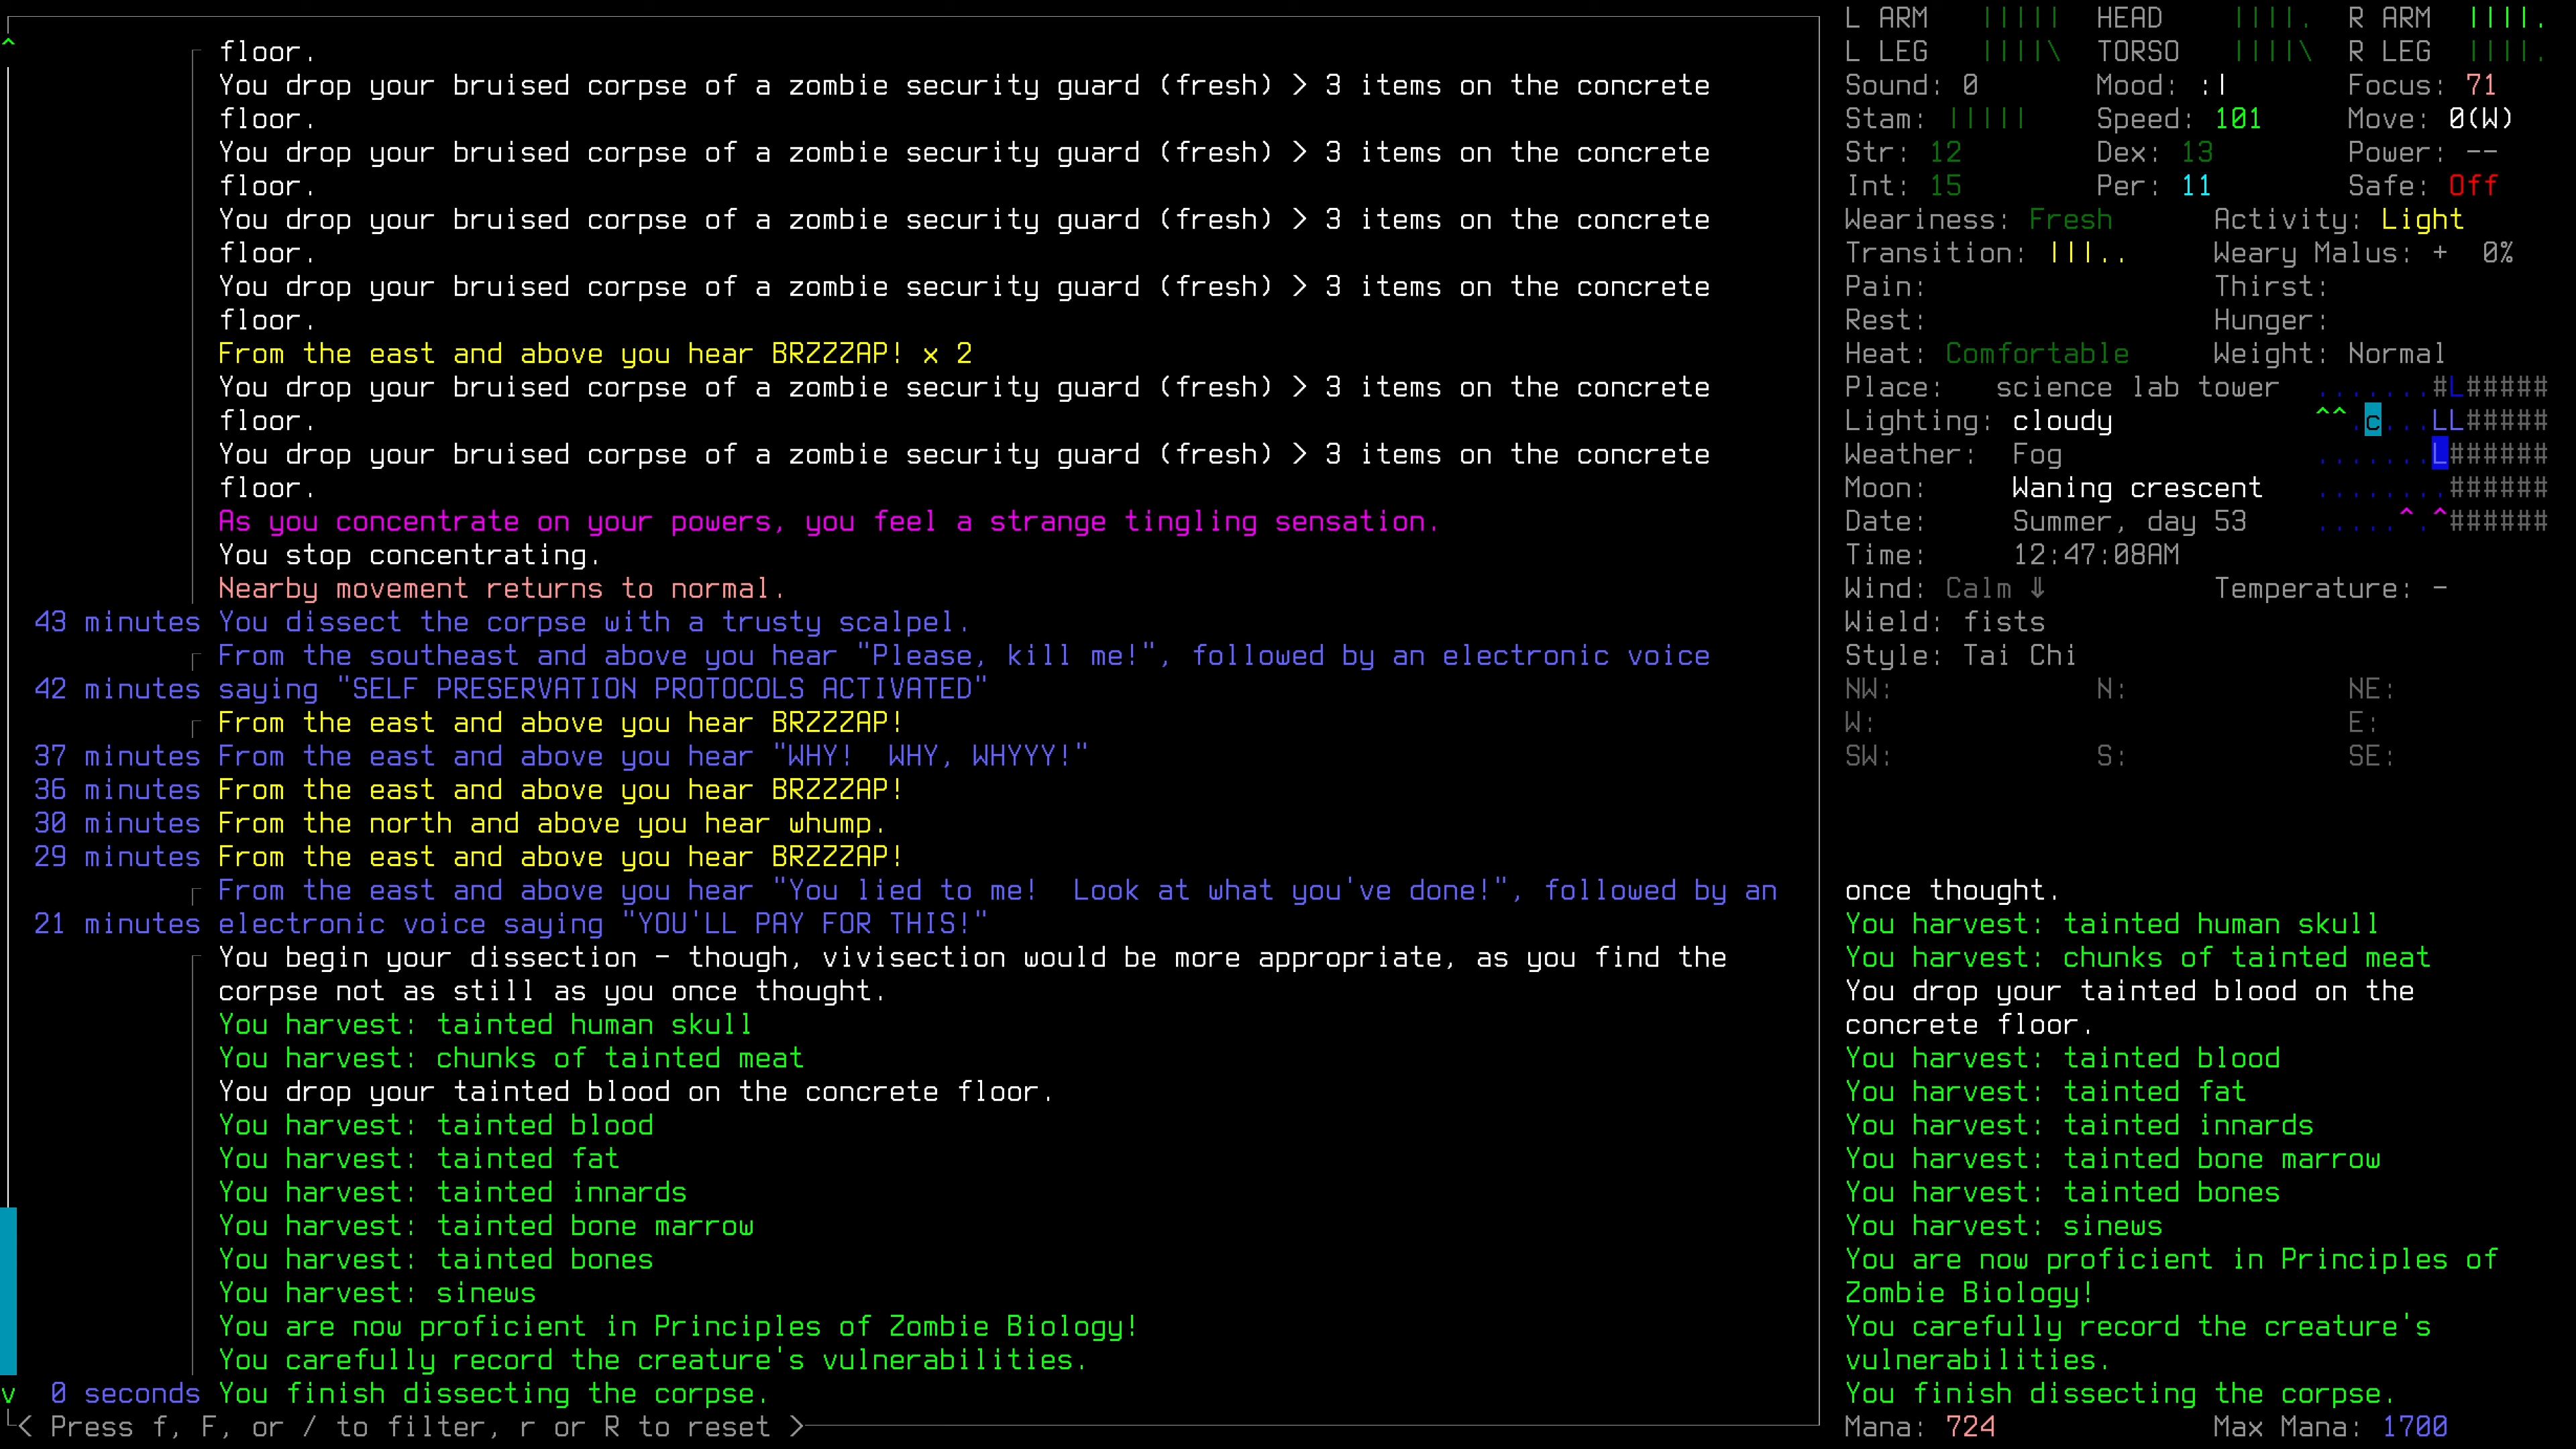 floor.
You drop your bruised corpse of a zombie security guard (fresh) > 3 items on the concrete
floor.
You drop your bruised corpse of a zombie security guard (fresh) > 3 items on the concrete
floor.
You drop your bruised corpse of a zombie security guard (fresh) > 3 items on the concrete
floor.
You drop your bruised corpse of a zombie security guard (fresh) > 3 items on the concrete
floor.
From the east and above you hear BRZZZAP! x 2
You drop your bruised corpse of a zombie security guard (fresh) > 3 items on the concrete
floor.
You drop your bruised corpse of a zombie security guard (fresh) > 3 items on the concrete
floor.
As you concentrate on your powers, you feel a strange tingling sensation.
You stop concentrating.
Nearby movement returns to normal.
43 minutes You dissect the corpse with a trusty scalpel.
From the southeast and above you hear "Please, kill me!", followed by an electronic voice
42 minutes saying "SELF PRESERVATION PROTOCOLS ACTIVATED"
From the east and above you hear BRZZZAP!
37 minutes From the east and above you hear "WHY!  WHY, WHYYY!"
36 minutes From the east and above you hear BRZZZAP!
30 minutes From the north and above you hear whump.
29 minutes From the east and above you hear BRZZZAP!
From the east and above you hear "You lied to me!  Look at what you've done!", followed by an
21 minutes electronic voice saying "YOU'LL PAY FOR THIS!"
You begin your dissection - though, vivisection would be more appropriate, as you find the
corpse not as still as you once thought.
You harvest: tainted human skull
You harvest: chunks of tainted meat
You drop your tainted blood on the concrete floor.
You harvest: tainted blood
You harvest: tainted fat
You harvest: tainted innards
You harvest: tainted bone marrow
You harvest: tainted bones
You harvest: sinews
You are now proficient in Principles of Zombie Biology!
You carefully record the creature's vulnerabilities.
v 0 seconds You finish dissecting the corpse.
< Press f, F, or / to filter, r or R to reset >
L ARM ||||| HEAD ||||. R ARM ||||.
L LEG ||||\ TORSO ||||\ R LEG ||||.
Sound: 0 Mood: :| Focus: 71
Stam: ||||| Speed: 101 Move: 0(W)
Str: 12 Dex: 13 Power: --
Int: 15 Per: 11 Safe: Off
Weariness: Fresh Activity: Light
Transition: |||.. Weary Malus: + 0%
Pain: Thirst:
Rest: Hunger:
Heat: Comfortable Weight: Normal
Place: science lab tower .......#L#####
Lighting: cloudy ^^.c...LL#####
Weather: Fog .......L######
Moon: Waning crescent ........######
Date: Summer, day 53 .....^.^######
Time: 12:47:08AM
Wind: Calm ⇓ Temperature: -
Wield: fists
Style: Tai Chi
NW: N: NE:
W: E:
SW: S: SE:
once thought.
You harvest: tainted human skull
You harvest: chunks of tainted meat
You drop your tainted blood on the
concrete floor.
You harvest: tainted blood
You harvest: tainted fat
You harvest: tainted innards
You harvest: tainted bone marrow
You harvest: tainted bones
You harvest: sinews
You are now proficient in Principles of
Zombie Biology!
You carefully record the creature's
vulnerabilities.
You finish dissecting the corpse.
Mana: 724 Max Mana: 1700